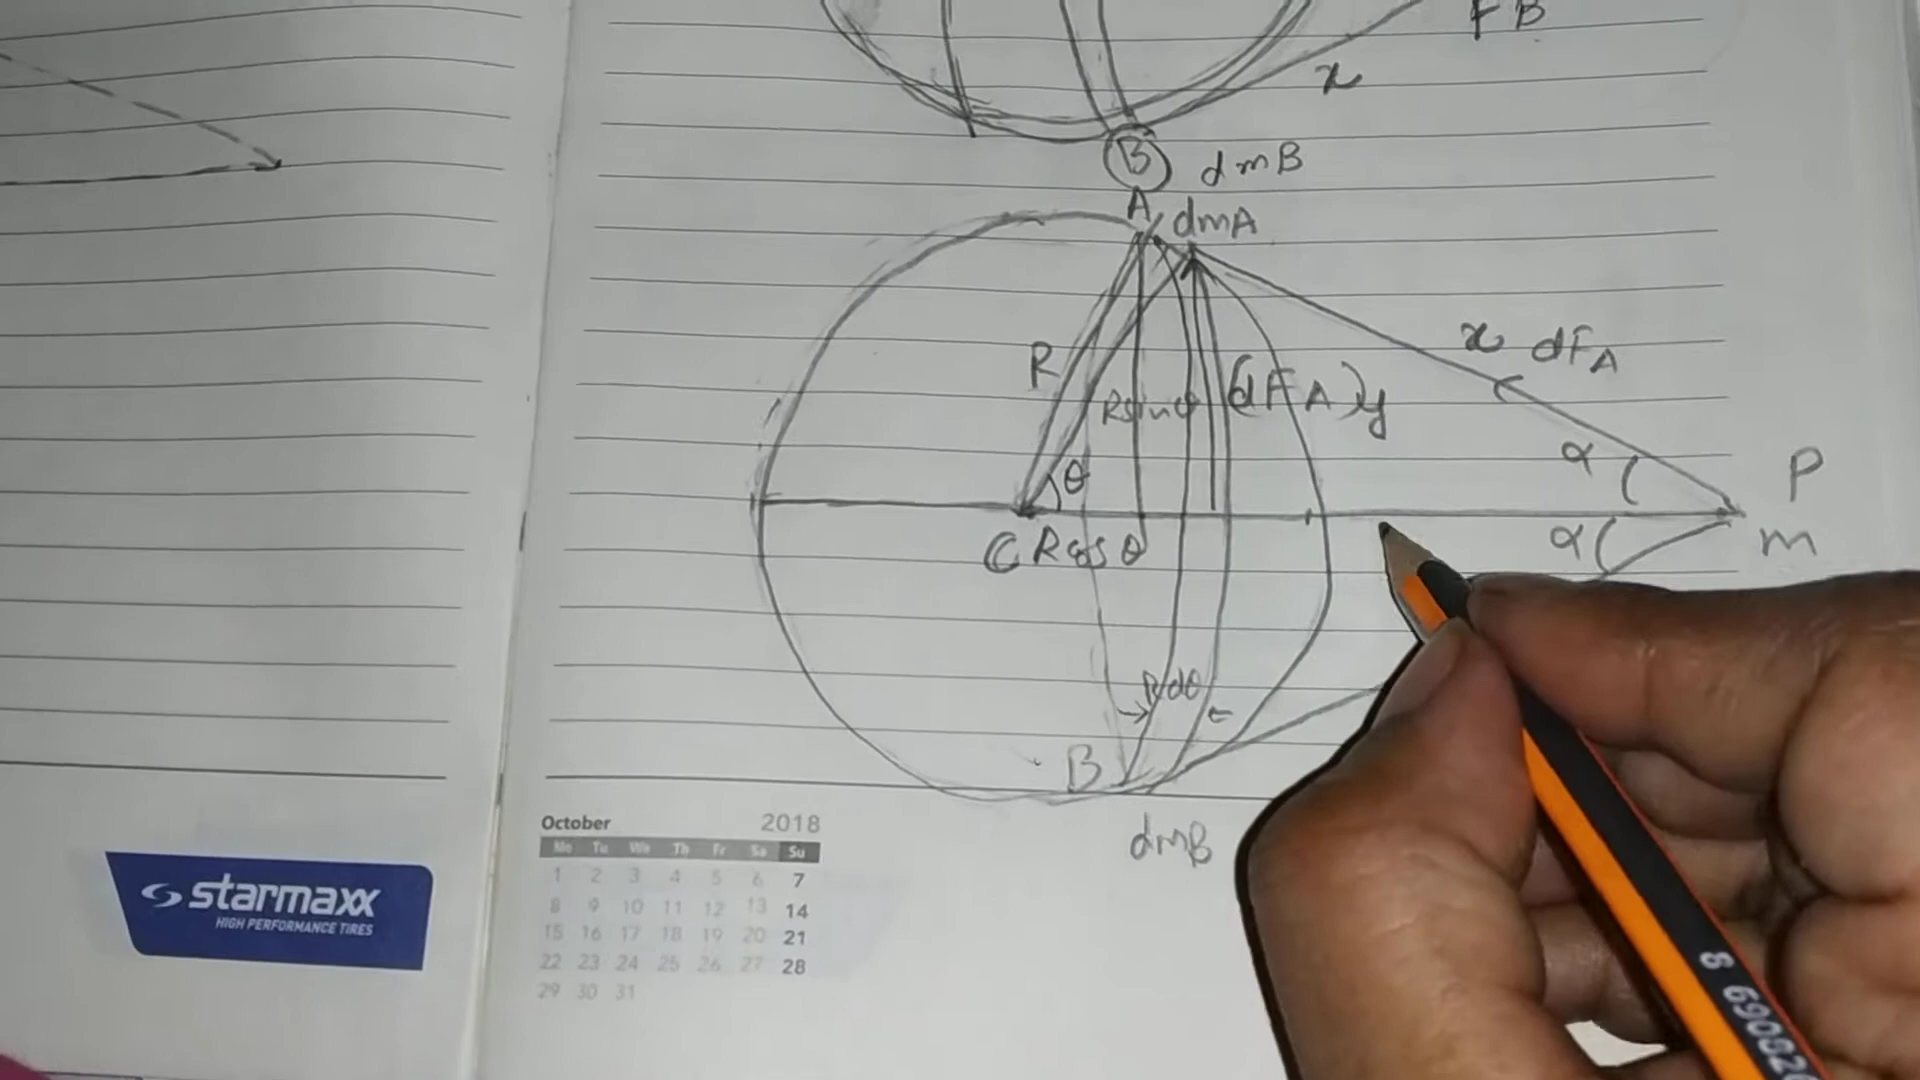 FB
x
B dmB
A dmA
x dFA
R
Rsinθ
(dFA)y
α
P
θ
C Rcosθ
α
m
Rdθ
B
dmB
October 2018
Mo Tu We Th Fr Sa Su
1 2 3 4 5 6 7
8 9 10 11 12 13 14
15 16 17 18 19 20 21
22 23 24 25 26 27 28
29 30 31
starmaxx
HIGH PERFORMANCE TIRES